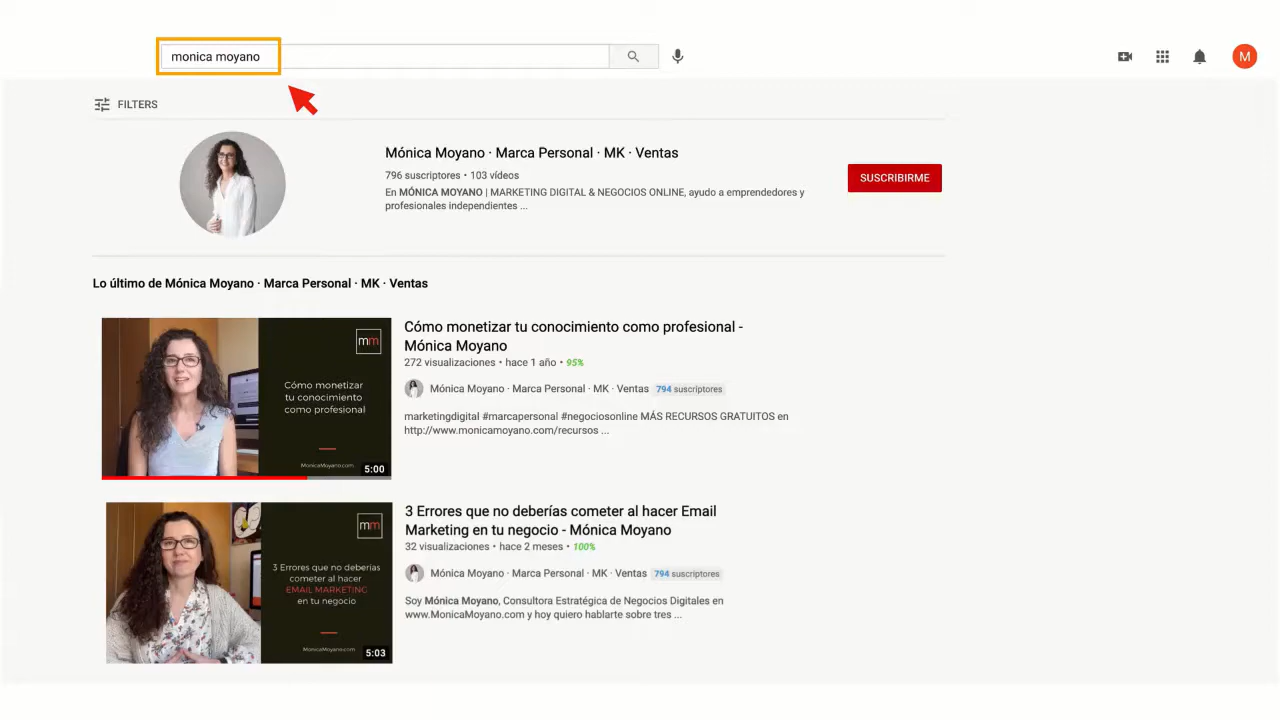 monica moyano
M
FILTERS
Mónica Moyano · Marca Personal · MK · Ventas
796 suscriptores • 103 vídeos
SUSCRIBIRME
En MÓNICA MOYANO | MARKETING DIGITAL & NEGOCIOS ONLINE, ayudo a emprendedores y
profesionales independientes ...
Lo último de Mónica Moyano · Marca Personal · MK · Ventas
mm
Cómo monetizar
tu conocimiento
como profesional
MonicaMoyano.com
5:00
Cómo monetizar tu conocimiento como profesional -
Mónica Moyano
272 visualizaciones • hace 1 año • 95%
Mónica Moyano · Marca Personal · MK · Ventas 794 suscriptores
marketingdigital #marcapersonal #negociosonline MÁS RECURSOS GRATUITOS en
http://www.monicamoyano.com/recursos ...
mm
3 Errores que no deberías
cometer al hacer
EMAIL MARKETING
en tu negocio
MonicaMoyano.com
5:03
3 Errores que no deberías cometer al hacer Email
Marketing en tu negocio - Mónica Moyano
32 visualizaciones • hace 2 meses • 100%
Mónica Moyano · Marca Personal · MK · Ventas 794 suscriptores
Soy Mónica Moyano, Consultora Estratégica de Negocios Digitales en
www.MonicaMoyano.com y hoy quiero hablarte sobre tres ...